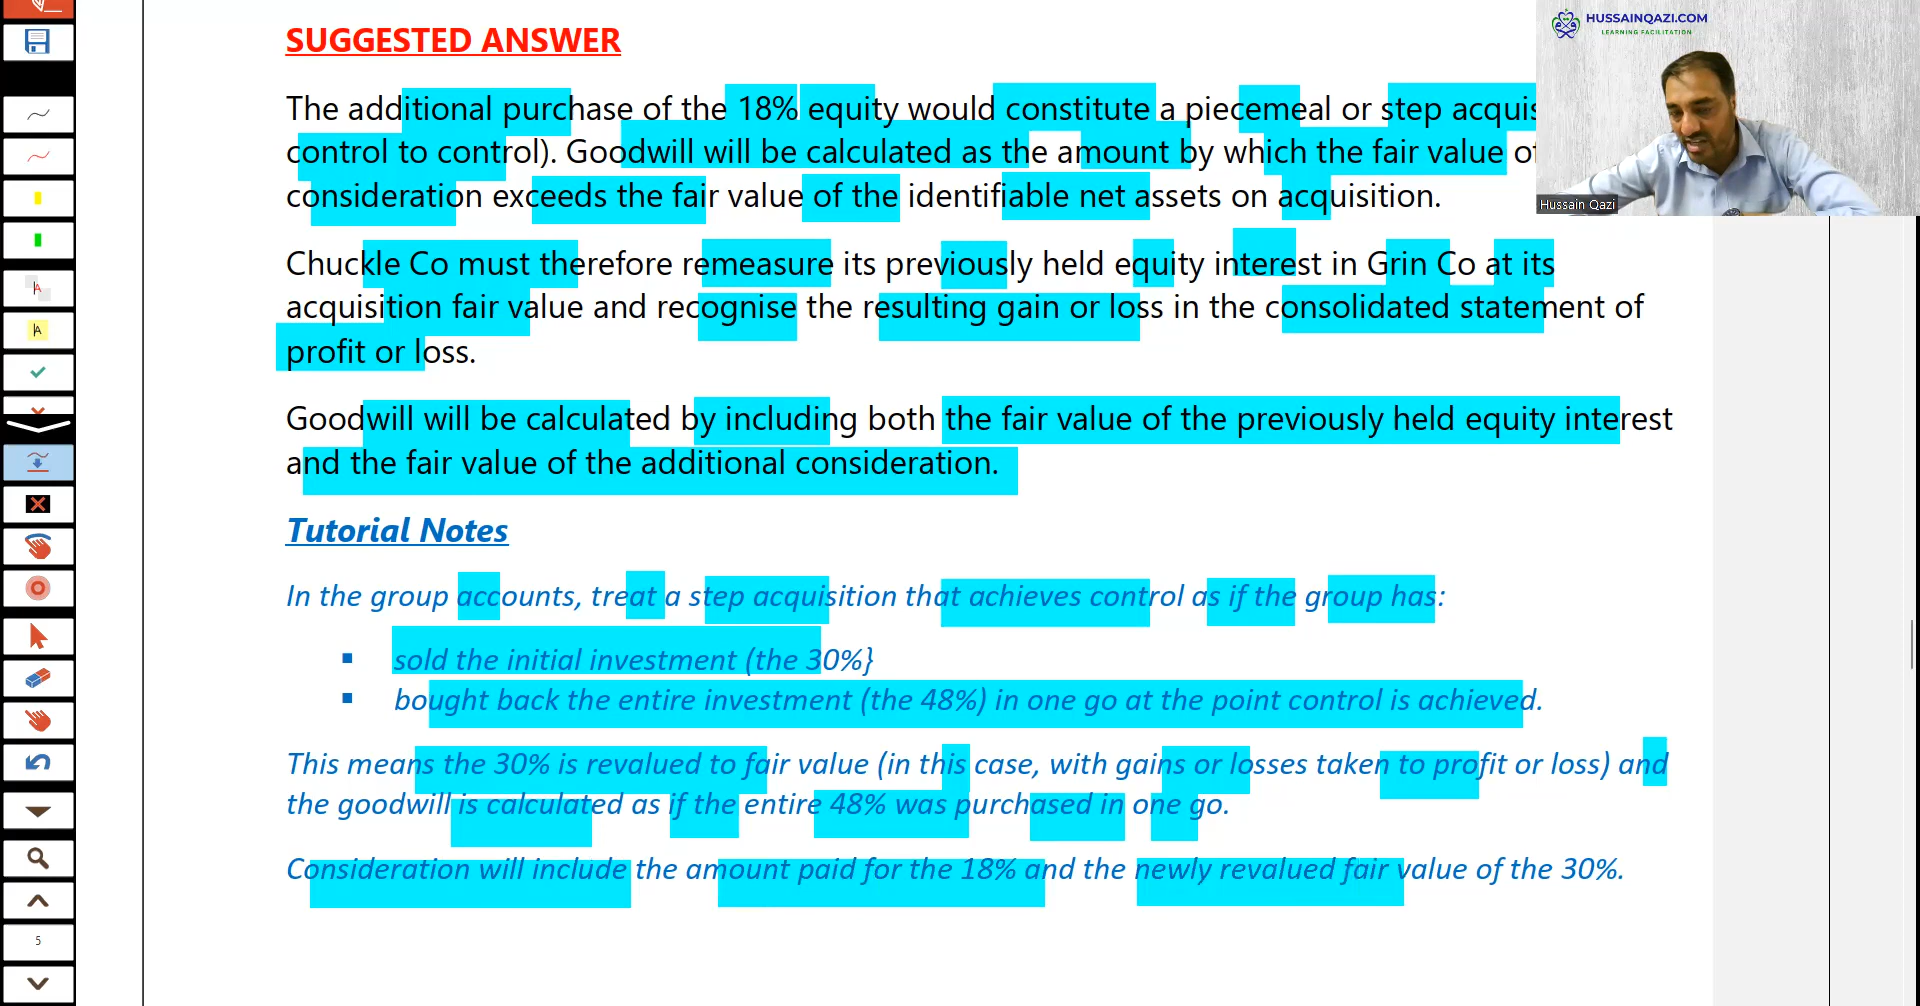 SUGGESTED ANSWER
HUSSAINQAZI.COM
LEARNING FACILITATION
The additional purchase of the 18% equity would constitute a piecemeal or step acquis
control to control). Goodwill will be calculated as the amount by which the fair value of
consideration exceeds the fair value of the identifiable net assets on acquisition.
Hussain Qazi
Chuckle Co must therefore remeasure its previously held equity interest in Grin Co at its
acquisition fair value and recognise the resulting gain or loss in the consolidated statement of
profit or loss.
Goodwill will be calculated by including both the fair value of the previously held equity interest
and the fair value of the additional consideration.
Tutorial Notes
In the group accounts, treat a step acquisition that achieves control as if the group has:
▪ sold the initial investment (the 30%}
▪ bought back the entire investment (the 48%) in one go at the point control is achieved.
This means the 30% is revalued to fair value (in this case, with gains or losses taken to profit or loss) and
the goodwill is calculated as if the entire 48% was purchased in one go.
Consideration will include the amount paid for the 18% and the newly revalued fair value of the 30%.
5